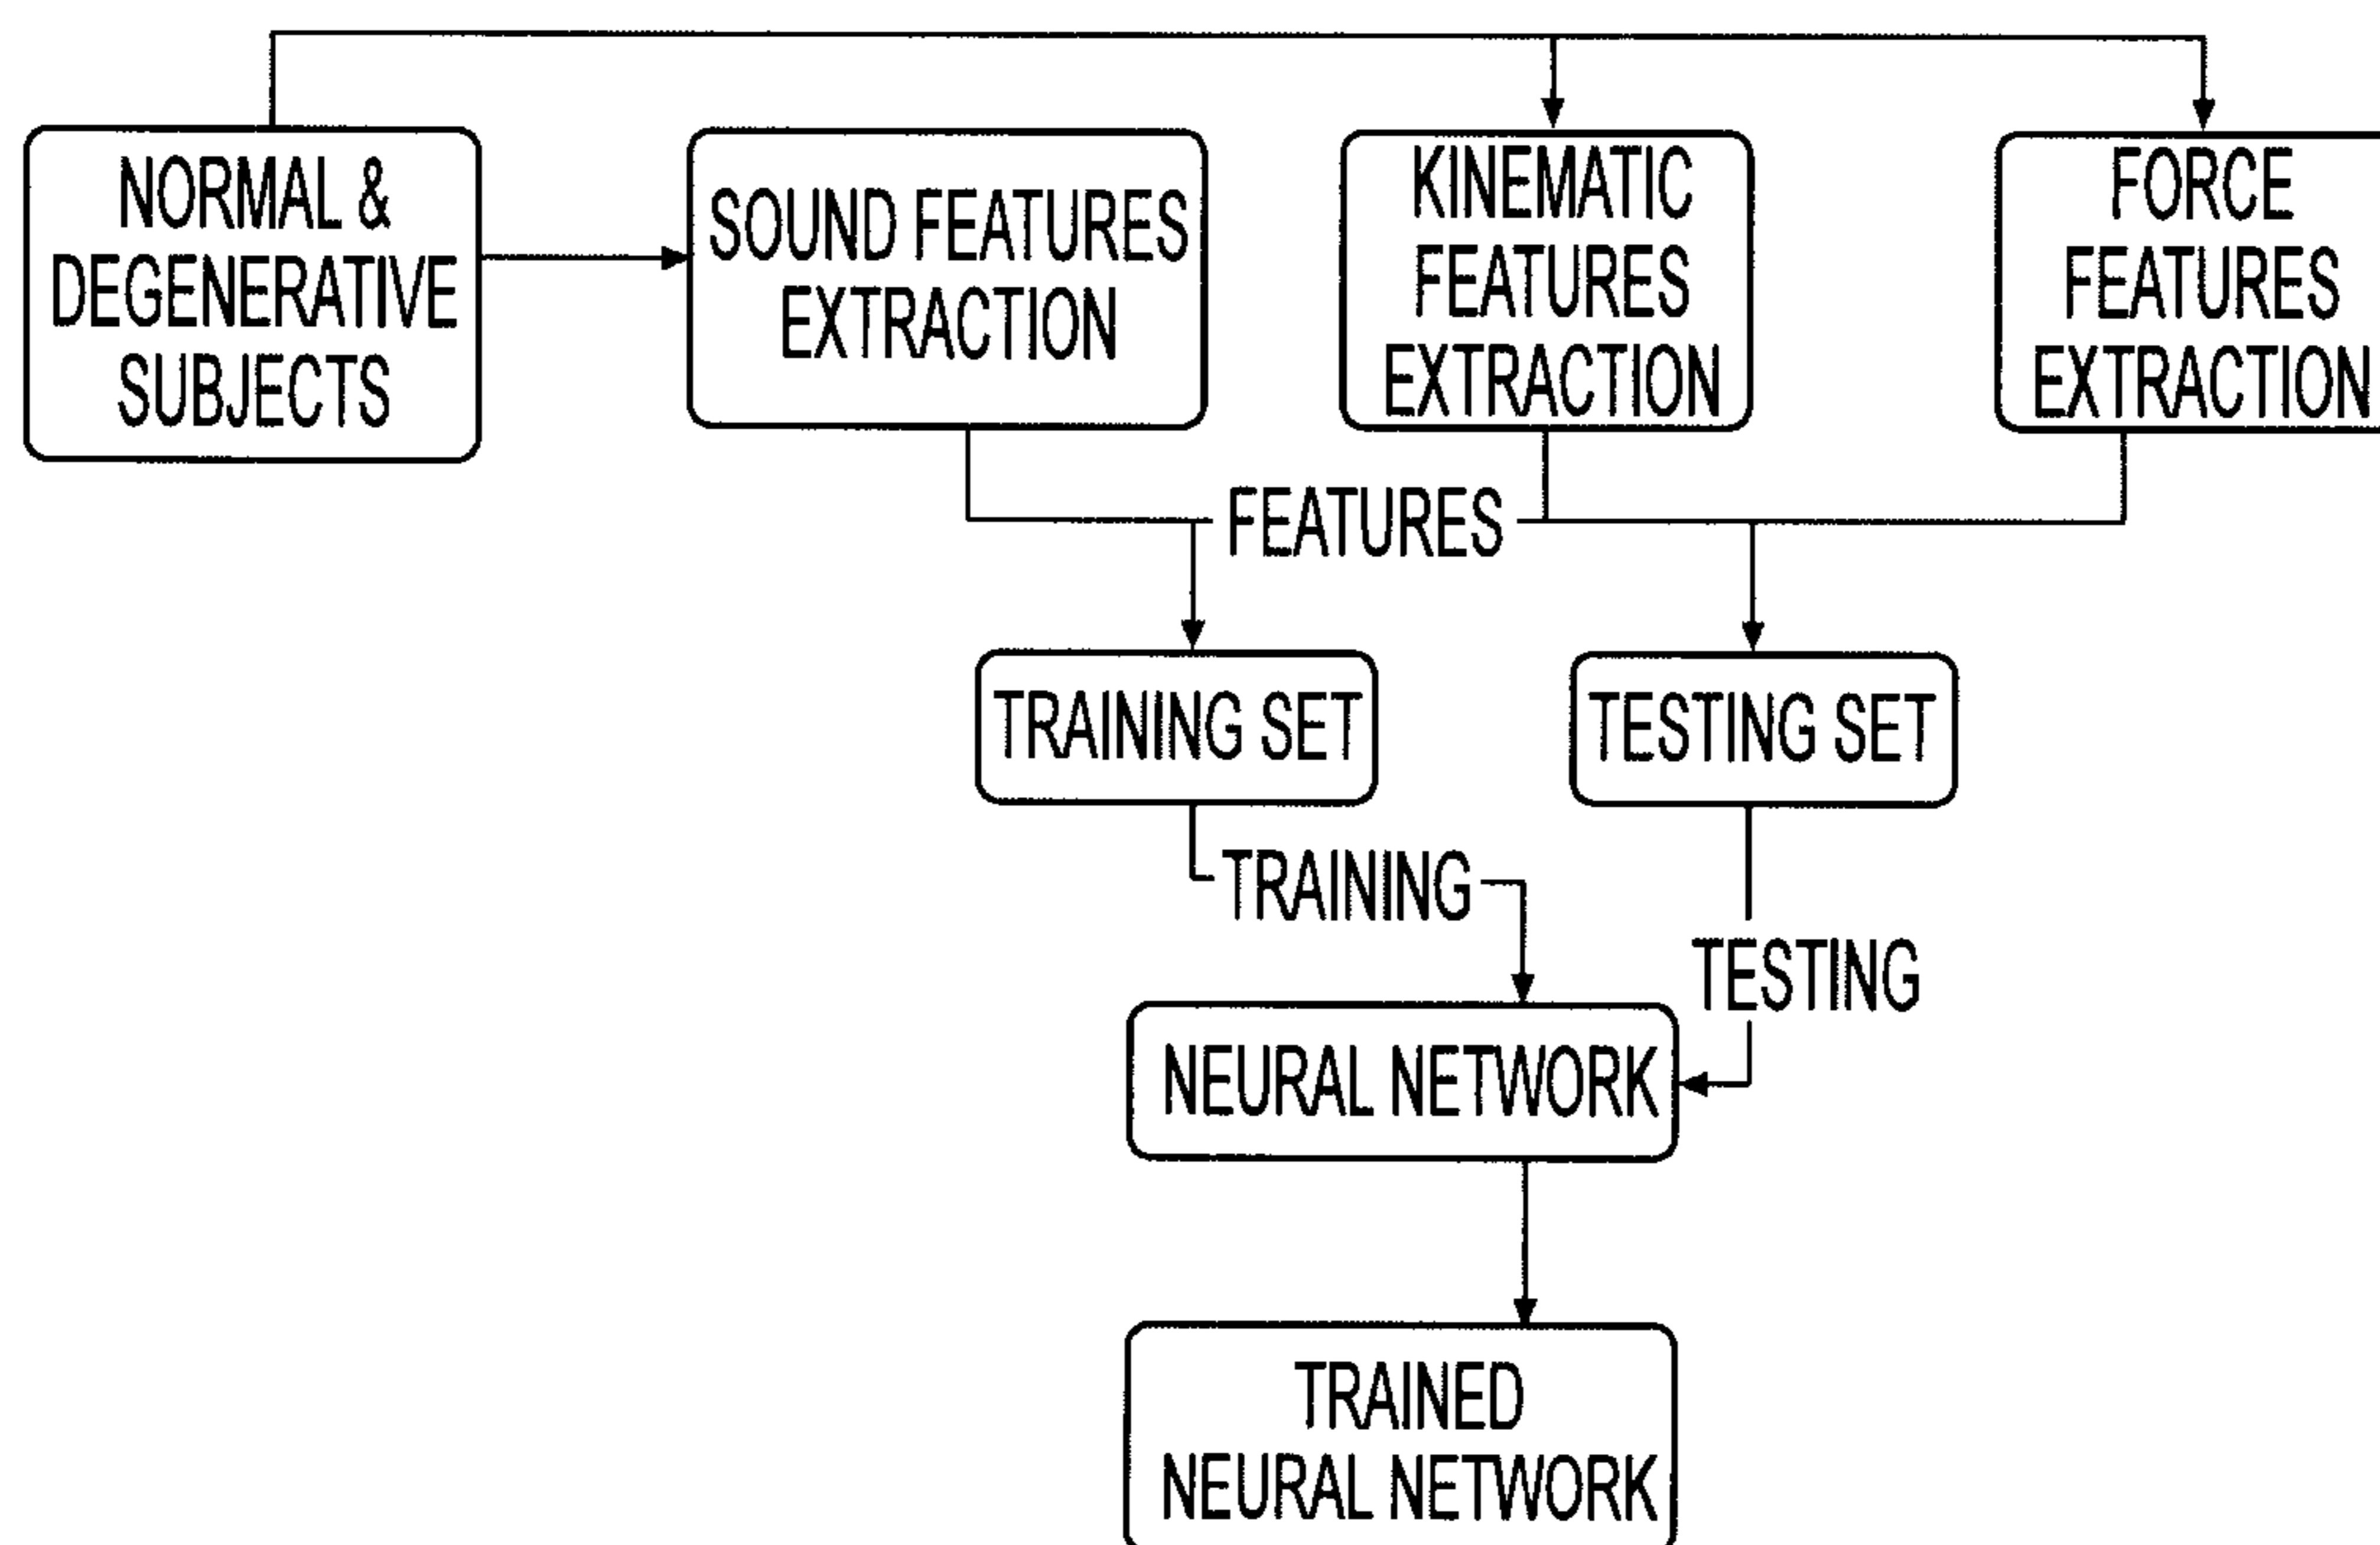 NORMAL &
DEGENERATIVE
SUBJECTS
SOUND FEATURES
EXTRACTION
KINEMATIC
FEATURES
EXTRACTION
FORCE
FEATURES
EXTRACTION
FEATURES
TRAINING SET
TESTING SET
TRAINING
TESTING
NEURAL NETWORK
TRAINED
NEURAL NETWORK